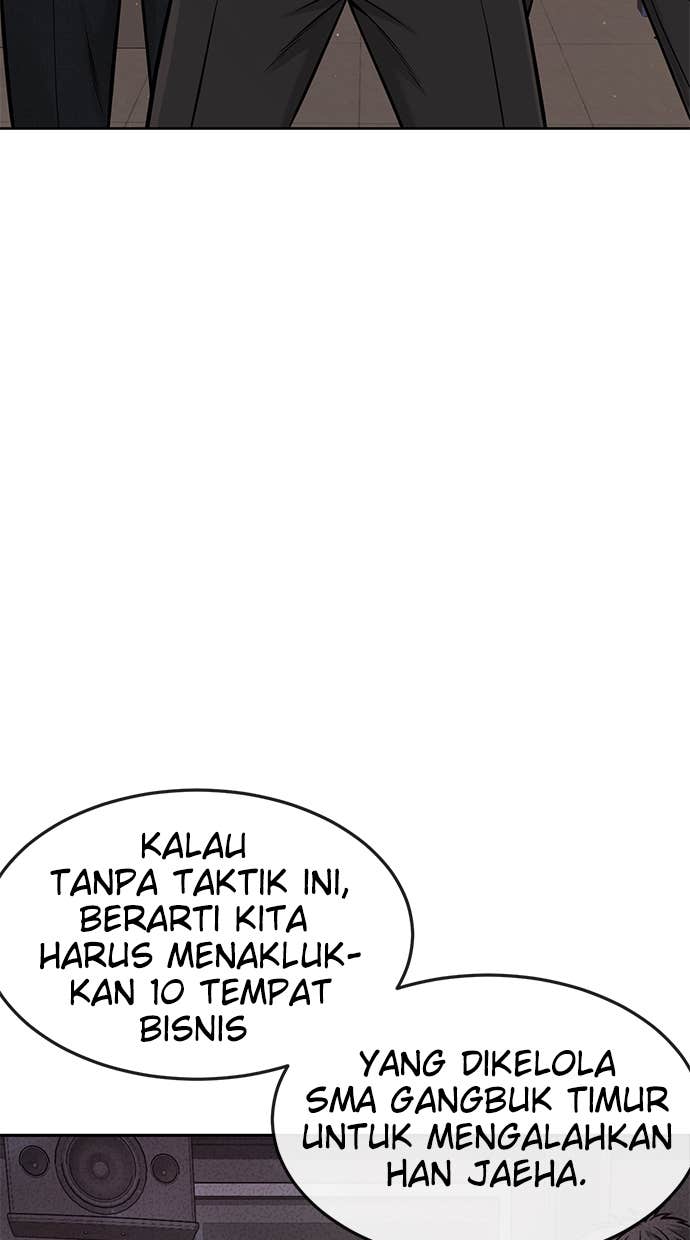 KALAU
TANPA TAKTIK INI,
BERARTI KITA
HARUS MENAKLUK-
KAN 10 TEMPAT
BISNIS
YANG DIKELOLA
SMA GANGBUK TIMUR
UNTUK MENGALAHKAN
HAN JAEHA.